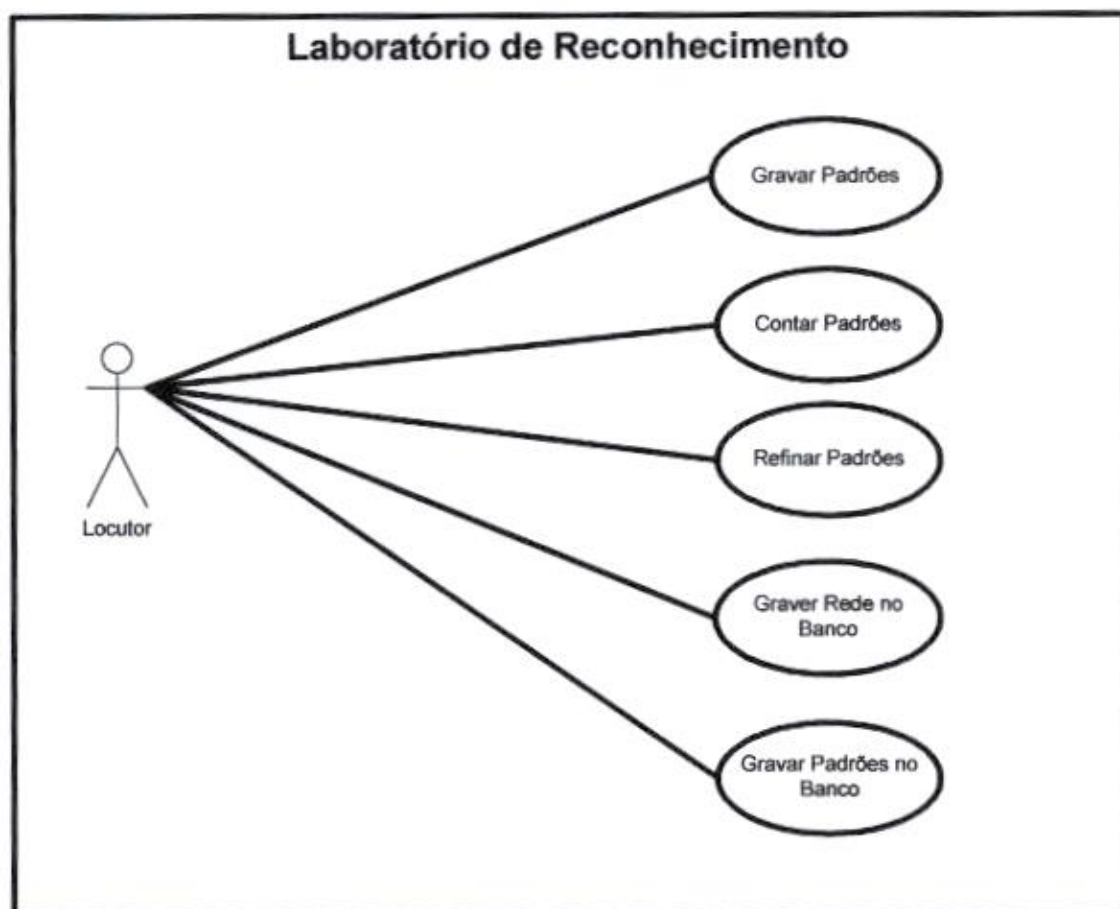 Laboratório de Reconhecimento
Gravar Padrões
Contar Padrões
Refinar Padrões
Locutor
Graver Rede no
Banco
Gravar Padrões no
Banco